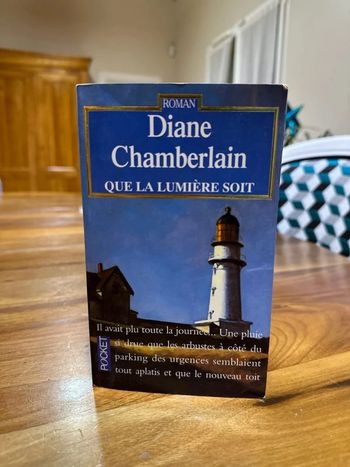 ROMAN
Diane
Chamberlain
QUE LA LUMIÈRE SOIT
Il avait plu toute la journée... Une pluie
si drue que les arbustes à côté du
parking des urgences semblaient
tout aplatis et que le nouveau toit
POCKET